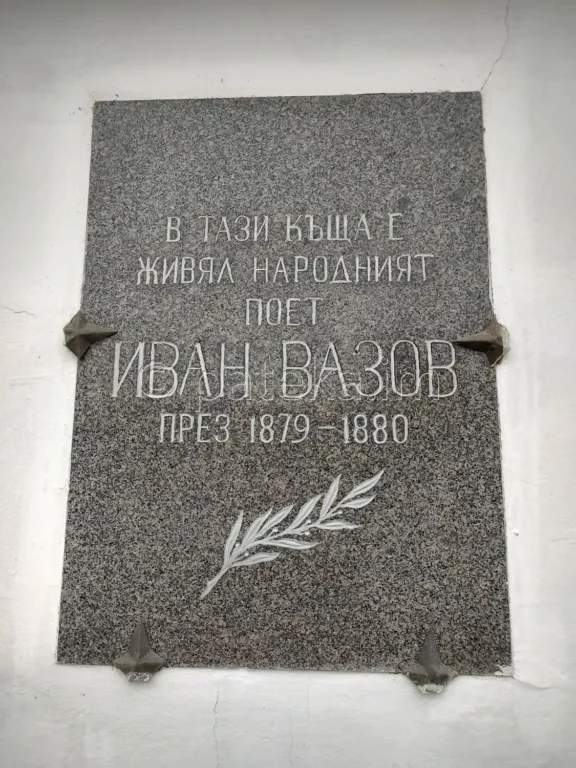 В ТАЗИ КЪЩА Е
ЖИВЯЛ НАРОДНИЯТ
ПОЕТ
ИВАН ВАЗОВ
ПРЕЗ 1879-1880